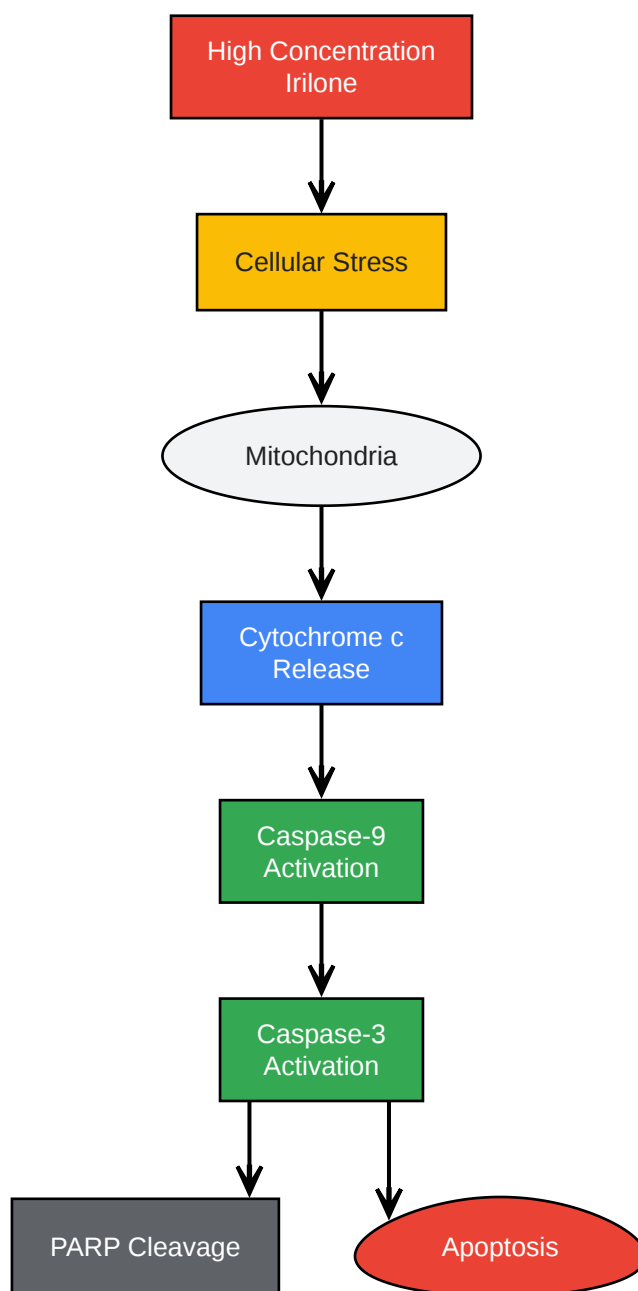 High Concentration
Irilone
Cellular Stress
Mitochondria
Cytochrome c
Release
Caspase-9
Activation
Caspase-3
Activation
PARP Cleavage
Apoptosis